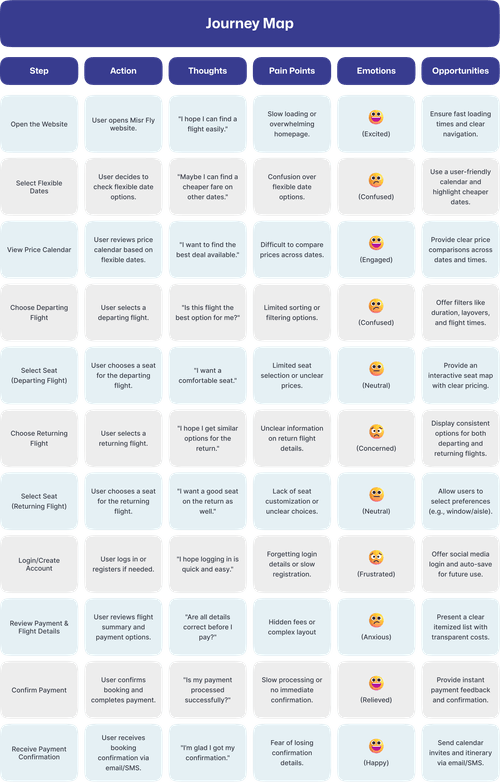 Journey Map
Step
Action
Thoughts
Pain Points
Emotions
Opportunities
Open the Website
User opens Misr Fly
website.
"I hope I can find a
flight easily."
Slow loading or
overwhelming
homepage.
(Excited)
Ensure fast loading
times and clear
navigation.
Select Flexible
Dates
User decides to
check flexible date
options.
"Maybe I can find a
cheaper fare on
other dates."
Confusion over
flexible date
options.
(Confused)
Use a user-friendly
calendar and
highlight cheaper
dates.
View Price Calendar
User reviews price
calendar based on
flexible dates.
"I want to find the
best deal available."
Difficult to compare
prices across dates.
(Engaged)
Provide clear price
comparisons across
dates and times.
Choose Departing
Flight
User selects a
departing flight.
"Is this flight the
best option for me?"
Limited sorting or
filtering options.
(Confused)
Offer filters like
duration, layovers,
and flight times.
Select Seat
(Departing Flight)
User chooses a seat
for the departing
flight.
"I want a
comfortable seat."
Limited seat
selection or unclear
prices.
(Neutral)
Provide an
interactive seat map
with clear pricing.
Choose Returning
Flight
User selects a
returning flight.
"I hope I get similar
options for the
return."
Unclear information
on return flight
details.
(Concerned)
Display consistent
options for both
departing and
returning flights.
Select Seat
(Returning Flight)
User chooses a seat
for the returning
flight.
"I want a good seat
on the return as
well."
Lack of seat
customization or
unclear choices.
(Neutral)
Allow users to
select preferences
(e.g., window/aisle).
Login/Create
Account
User logs in or
registers if needed.
"I hope logging in is
quick and easy."
Forgetting login
details or slow
registration.
(Frustrated)
Offer social media
login and auto-save
for future use.
Review Payment &
Flight Details
User reviews flight
summary and
payment options.
"Are all details
correct before I
pay?"
Hidden fees or
complex layout
(Anxious)
Present a clear
itemized list with
transparent costs.
Confirm Payment
User confirms
booking and
completes payment.
"Is my payment
processed
successfully?"
Slow processing or
no immediate
confirmation.
(Relieved)
Provide instant
payment feedback
and confirmation.
Receive Payment
Confirmation
User receives
booking
confirmation via
email/SMS.
"I'm glad I got my
confirmation."
Fear of losing
confirmation
details.
(Happy)
Send calendar
invites and itinerary
via email/SMS.